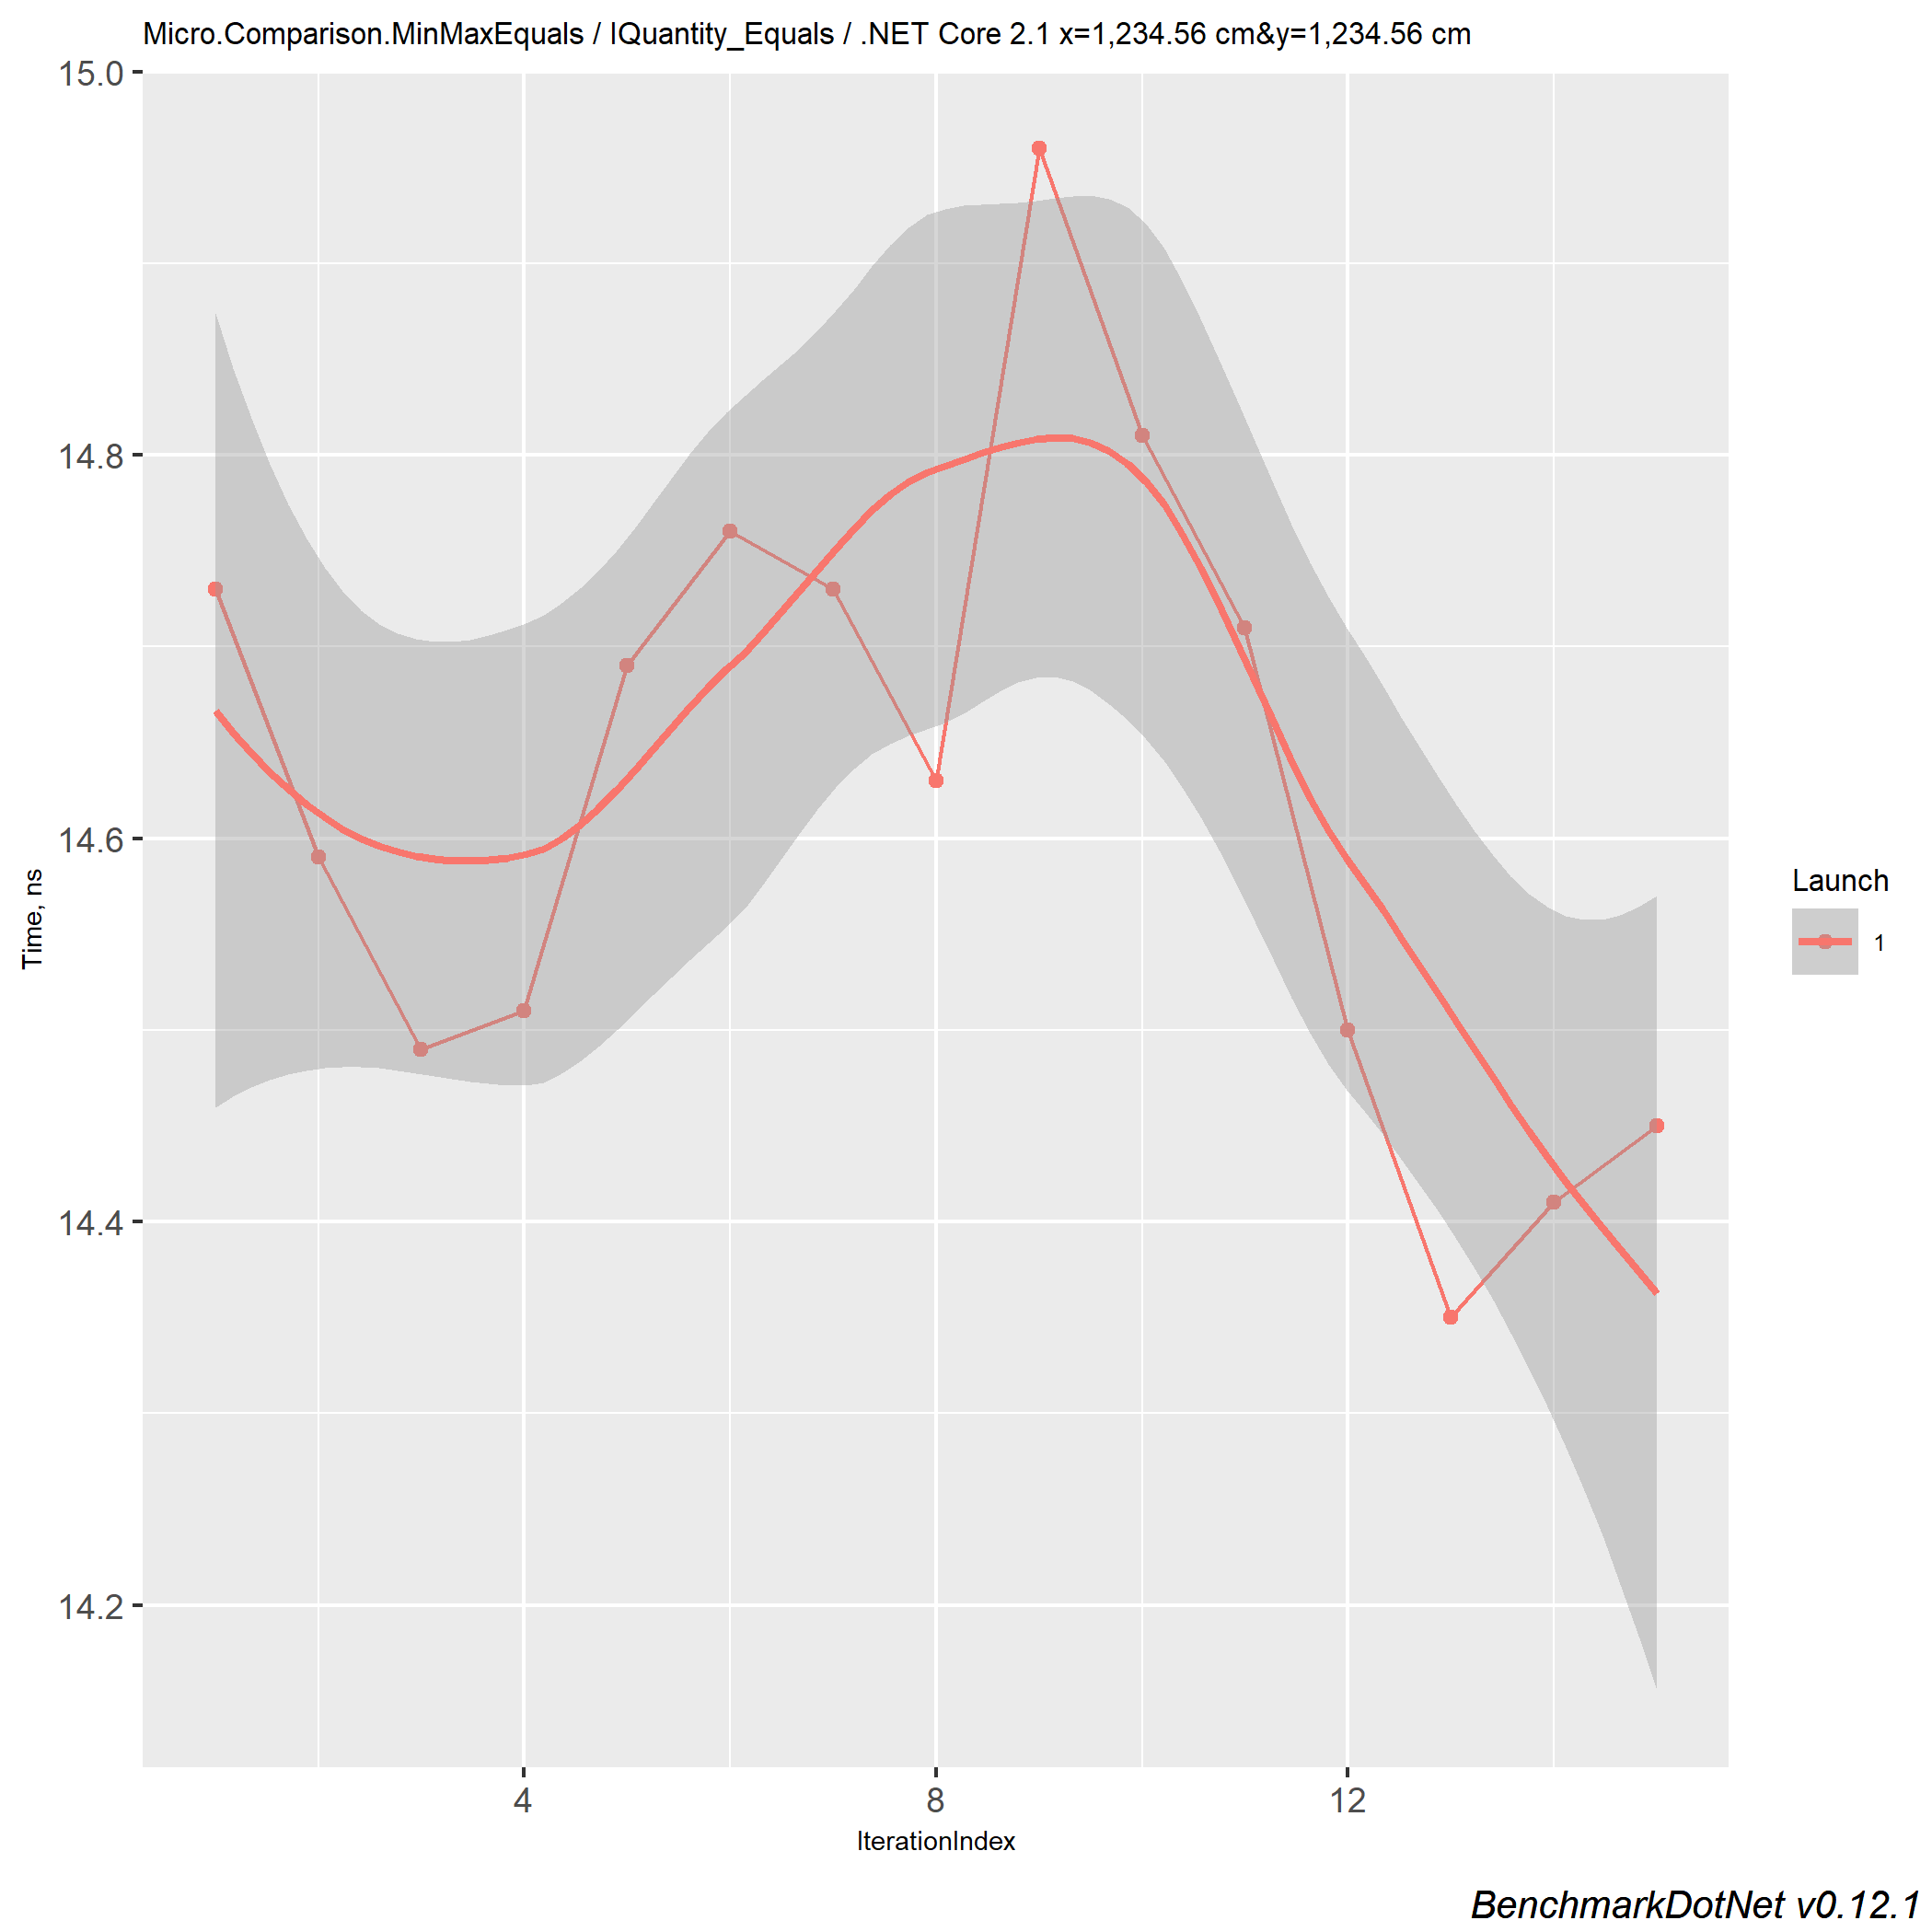 Micro.Comparison.MinMaxEquals / IQuantity_Equals / .NET Core 2.1 x=1,234.56 cm&y=1,234.56 cm
15.0
14.8
14.6
14.4
14.2
Time, ns
4 8 12
IterationIndex
Launch
1
BenchmarkDotNet v0.12.1